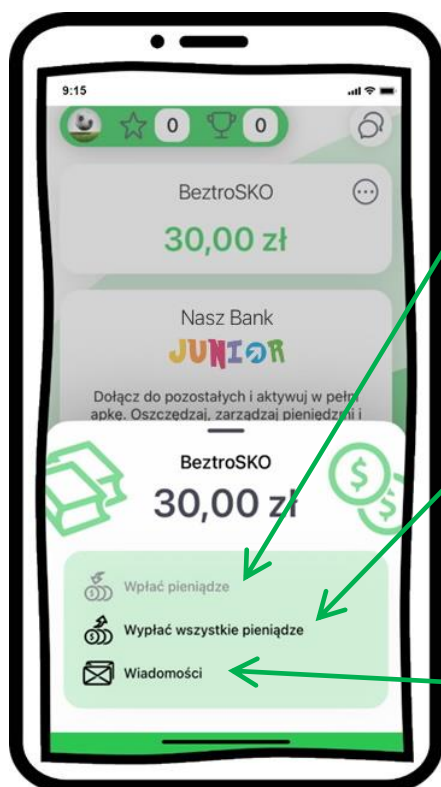 9:15
0 0
BeztroSKO
30,00 zł
Nasz Bank
JUNIOR
Dołącz do pozostałych i aktywuj w pełni
apkę. Oszczędzaj, zarządzaj pieniędzmi i
BeztroSKO
30,00 zł
Wpłać pieniądze
Wypłać wszystkie pieniądze
Wiadomości